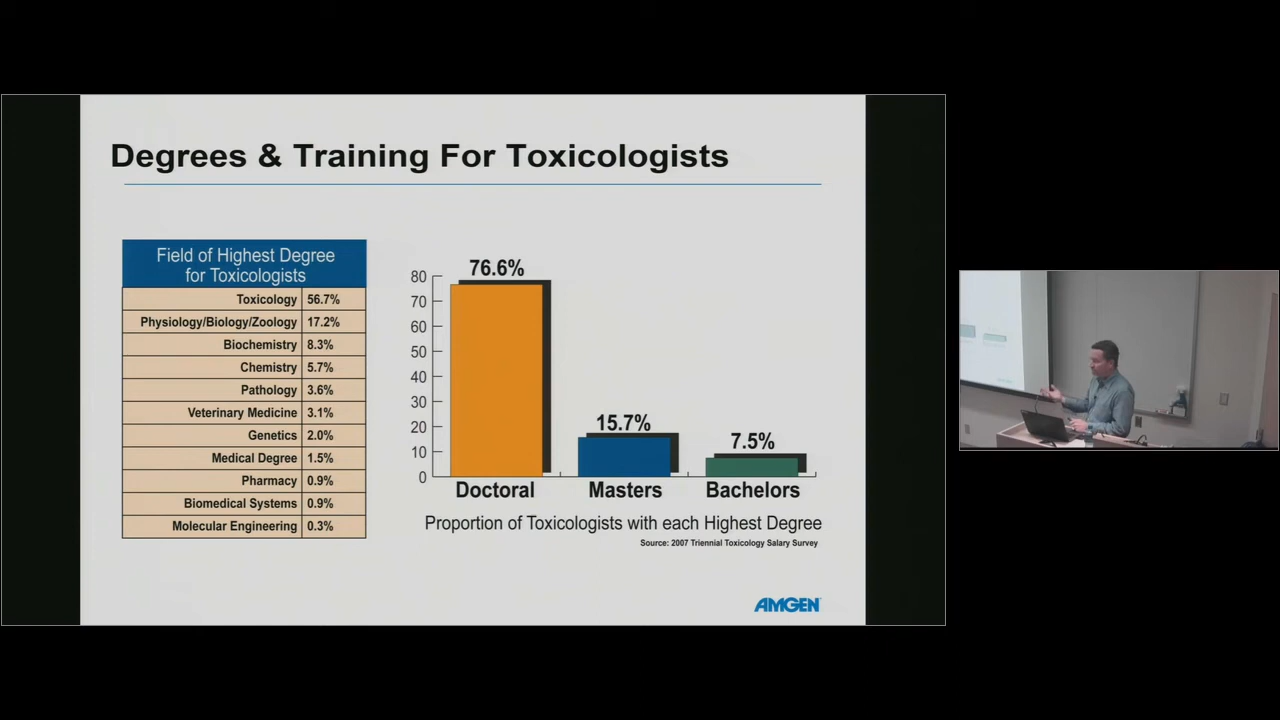 Degrees & Training For Toxicologists
Field of Highest Degree
for Toxicologists
Toxicology 56.7%
Physiology/Biology/Zoology 17.2%
Biochemistry 8.3%
Chemistry 5.7%
Pathology 3.6%
Veterinary Medicine 3.1%
Genetics 2.0%
Medical Degree 1.5%
Pharmacy 0.9%
Biomedical Systems 0.9%
Molecular Engineering 0.3%
80
70
60
50
40
30
20
10
0
76.6%
15.7%
7.5%
Doctoral Masters Bachelors
Proportion of Toxicologists with each Highest Degree
Source: 2007 Triennial Toxicology Salary Survey
AMGEN